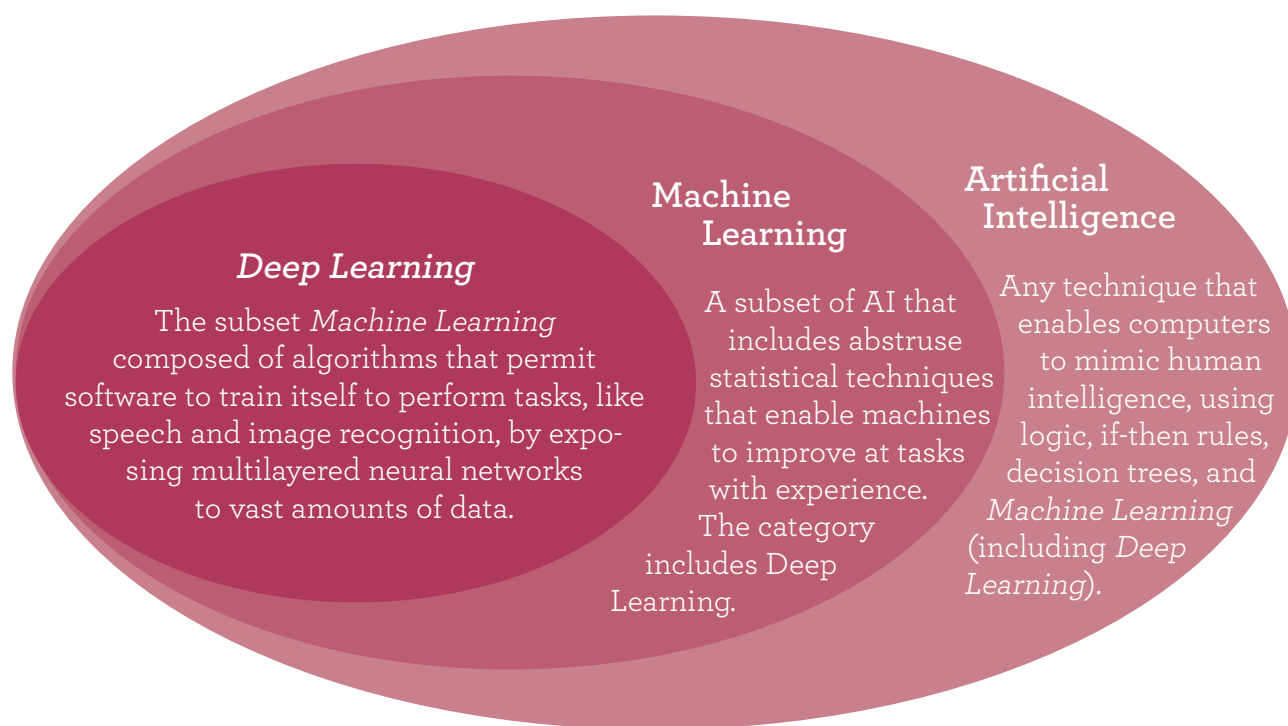 Deep Learning
The subset Machine Learning
composed of algorithms that permit
software to train itself to perform tasks, like
speech and image recognition, by expo-
sing multilayered neural networks
to vast amounts of data.
Machine
Learning
A subset of AI that
includes abstruse
statistical techniques
that enable machines
to improve at tasks
with experience.
The category
includes Deep
Learning.
Artificial
Intelligence
Any technique that
enables computers
to mimic human
intelligence, using
logic, if-then rules,
decision trees, and
Machine Learning
(including Deep
Learning).